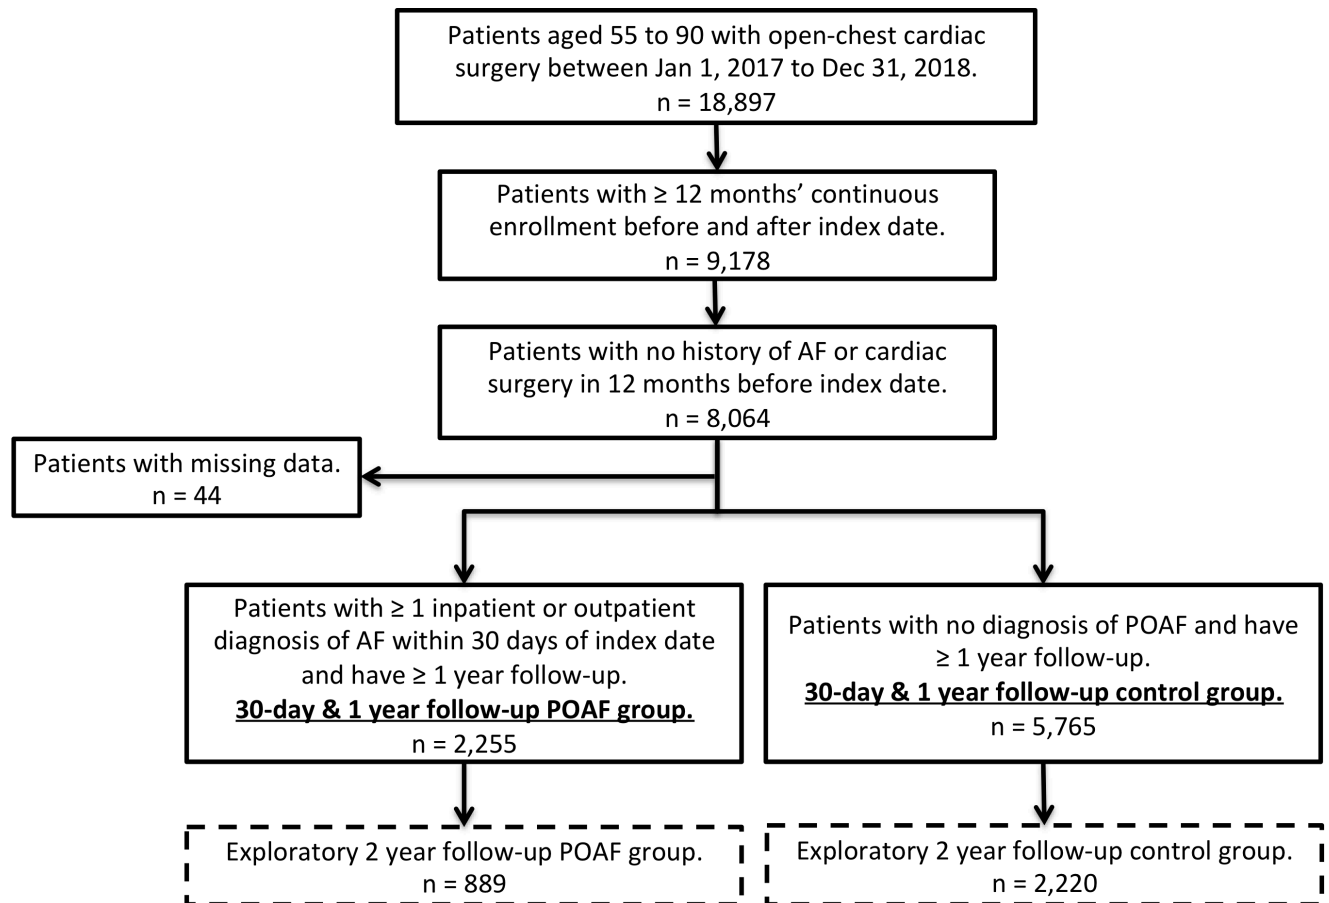 Patients aged 55 to 90 with open-chest cardiac
surgery between Jan 1, 2017 to Dec 31, 2018.
n = 18,897
Patients with ≥ 12 months’ continuous
enrollment before and after index date.
n = 9,178
Patients with no history of AF or cardiac
surgery in 12 months before index date.
n = 8,064
Patients with missing data.
n = 44
Patients with ≥ 1 inpatient or outpatient
diagnosis of AF within 30 days of index date
and have ≥ 1 year follow-up.
30-day & 1 year follow-up POAF group.
n = 2,255
Patients with no diagnosis of POAF and have
≥ 1 year follow-up.
30-day & 1 year follow-up control group.
n = 5,765
Exploratory 2 year follow-up POAF group.
n = 889
Exploratory 2 year follow-up control group.
n = 2,220